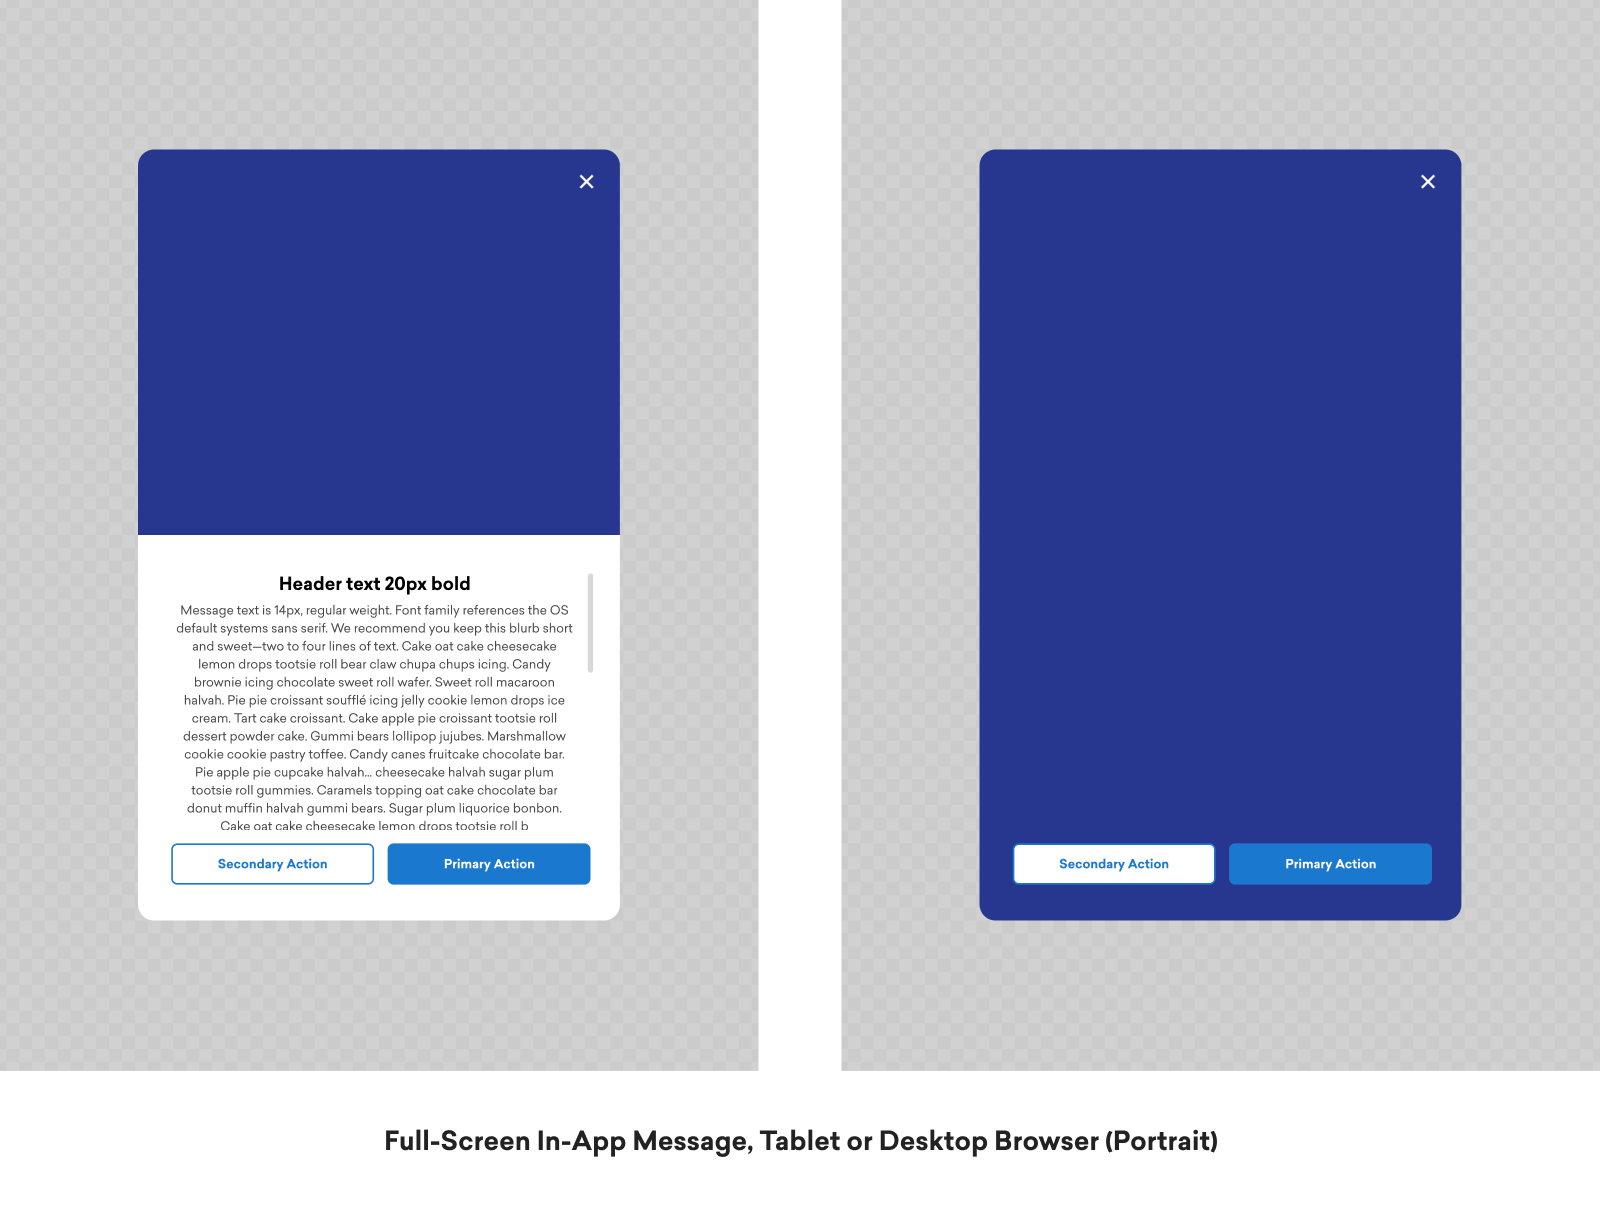 Header text 20px bold
Message text is 14px, regular weight. Font family references the OS
default systems sans serif. We recommend you keep this blurb short
and sweet—two to four lines of text. Cake oat cake cheesecake
lemon drops tootsie roll bear claw chupa chups icing. Candy
brownie icing chocolate sweet roll wafer. Sweet roll macaroon
halvah. Pie pie croissant soufflé icing jelly cookie lemon drops ice
cream. Tart cake croissant. Cake apple pie croissant tootsie roll
dessert powder cake. Gummi bears lollipop jujubes. Marshmallow
cookie cookie pastry toffee. Candy canes fruitcake chocolate bar.
Pie apple pie cupcake halvah... cheesecake halvah sugar plum
tootsie roll gummies. Caramels topping oat cake chocolate bar
donut muffin halvah gummi bears. Sugar plum liquorice bonbon.
Cake oat cake cheesecake lemon drops tootsie roll b
Secondary Action
Primary Action
Secondary Action
Primary Action
Full-Screen In-App Message, Tablet or Desktop Browser (Portrait)